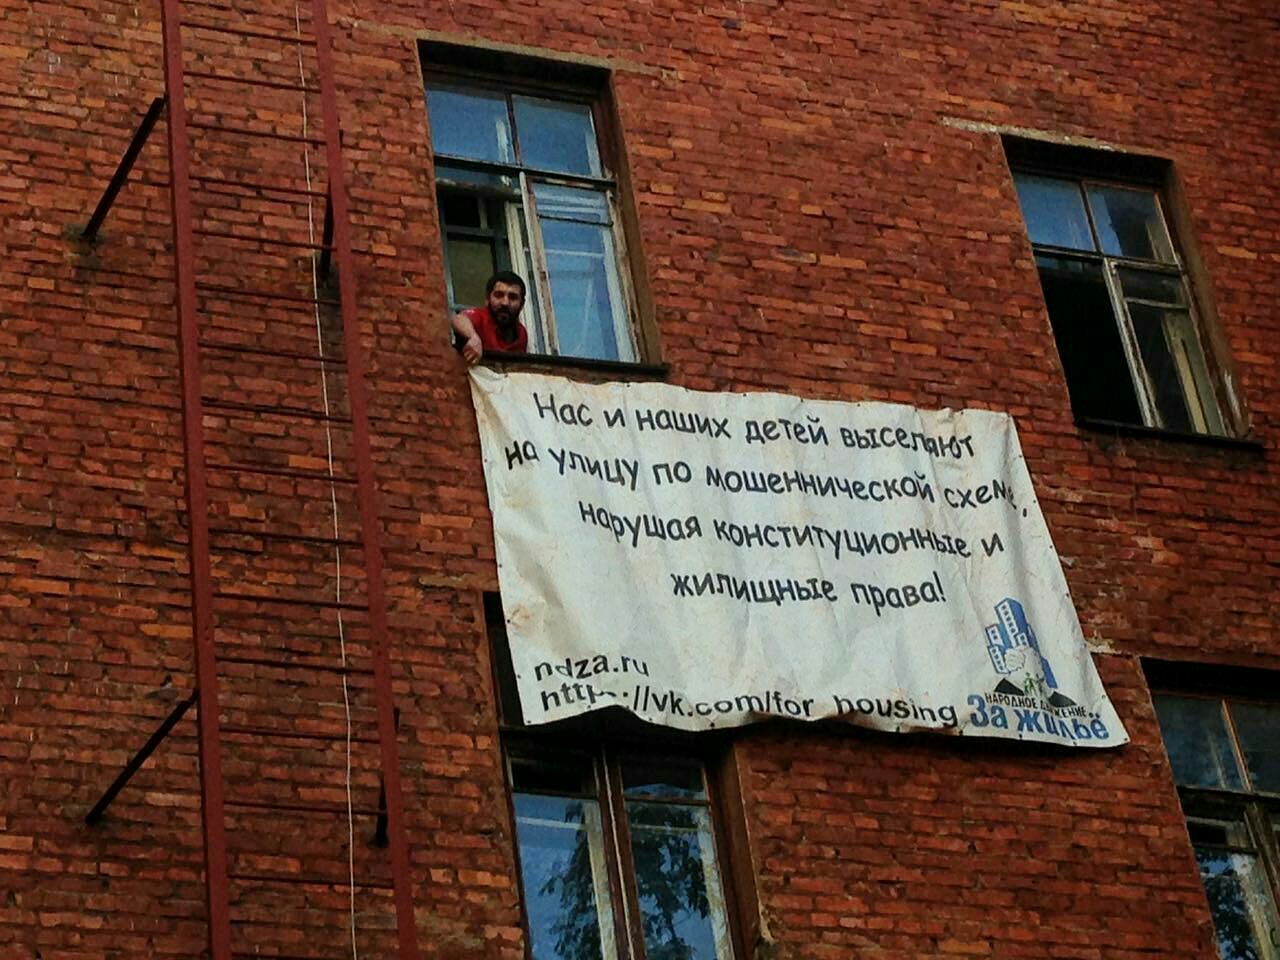 Нас и наших детей выселяют
на улицу по мошеннической схеме,
нарушая конституционные и
жилищные права!
ndza.ru
http://vk.com/for_housing
НАРОДНОЕ ДВИЖЕНИЕ
За жильё